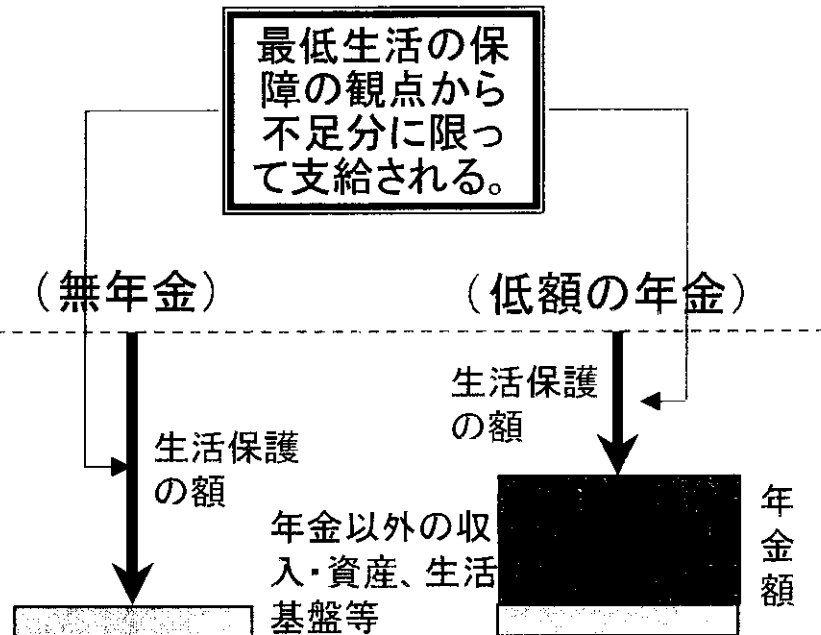 最低生活の保
障の観点から
不足分に限っ
て支給される。
（無年金）
（低額の年金）
生活保護
の額
生活保護
の額
年金以外の収
入・資産、生活
基盤等
年
金
額